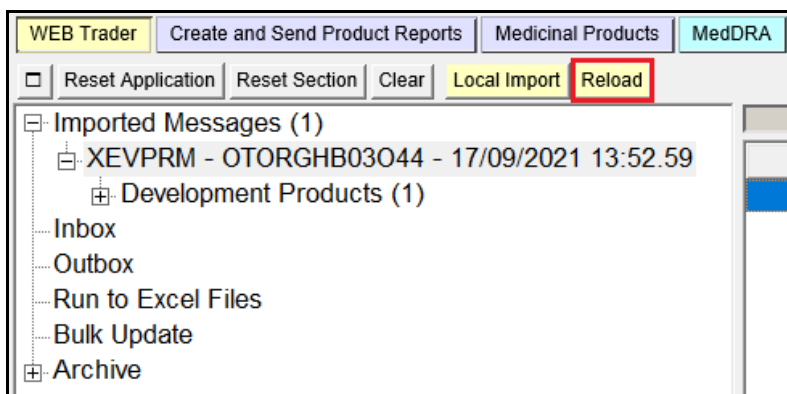 WEB Trader Create and Send Product Reports Medicinal Products MedDRA
Reset Application Reset Section Clear Local Import Reload
Imported Messages (1)
XEVPRM - OTORGHB03O44 - 17/09/2021 13:52.59
Development Products (1)
Inbox
Outbox
Run to Excel Files
Bulk Update
Archive